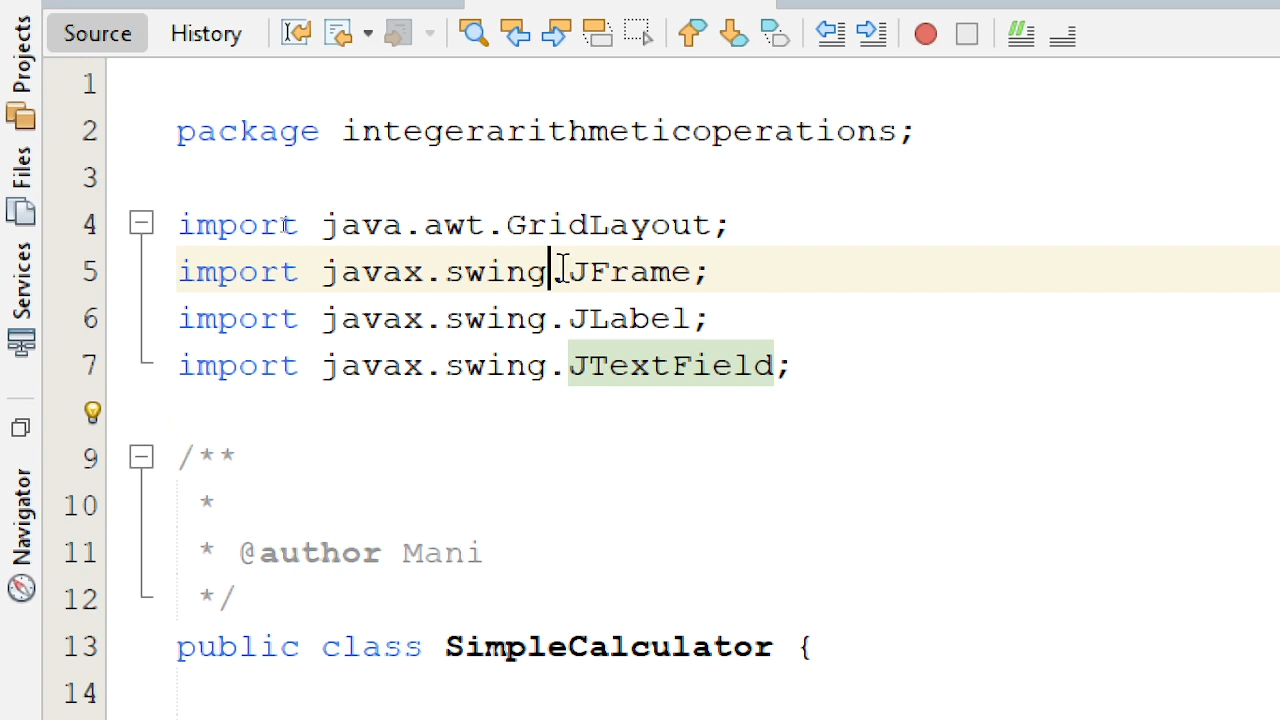 Source History
Projects
Files
Services
Navigator
1
2 package integerarithmeticoperations;
3
4 import java.awt.GridLayout;
5 import javax.swing.JFrame;
6 import javax.swing.JLabel;
7 import javax.swing.JTextField;
9 /**
10 *
11 * @author Mani
12 */
13 public class SimpleCalculator {
14